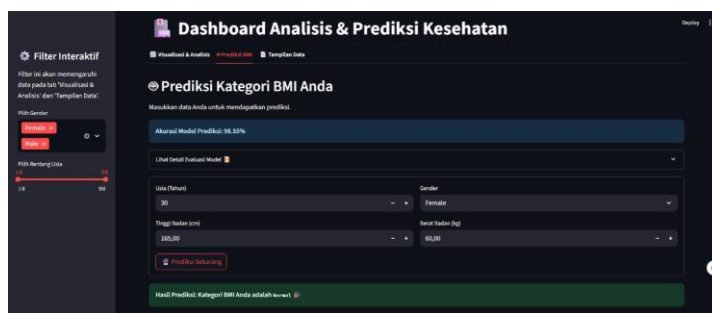 Dashboard Analisis & Prediksi Kesehatan
Deploy
Filter Interaktif
Filter ini akan memengaruhi
data pada tab 'Visualisasi &
Analisis' dan 'Tampilan Data'.
Pilih Gender
Female ×
Male ×
Pilih Rentang Usia
18 98
Visualisasi & Analisis Prediksi BMI Tampilan Data
Prediksi Kategori BMI Anda
Masukkan data Anda untuk mendapatkan prediksi.
Akurasi Model Prediksi: 98.55%
Lihat Detail Evaluasi Model
Usia (Tahun) Gender
30 - + Female
Tinggi Badan (cm) Berat Badan (kg)
165,00 - + 60,00 - +
Prediksi Sekarang
Hasil Prediksi: Kategori BMI Anda adalah Normal